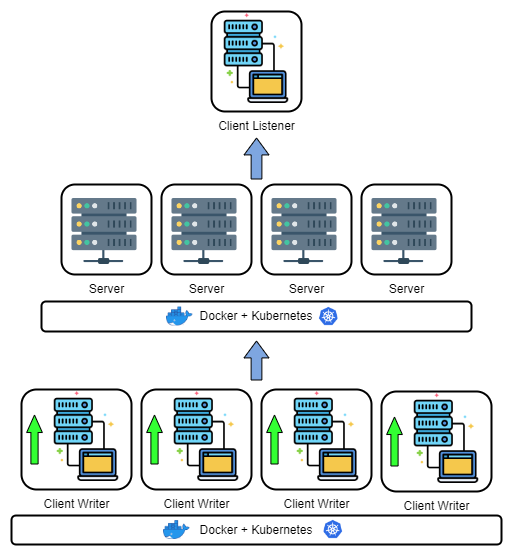 Client Listener
Server Server Server Server
Docker + Kubernetes
Client Writer Client Writer Client Writer Client Writer
Docker + Kubernetes